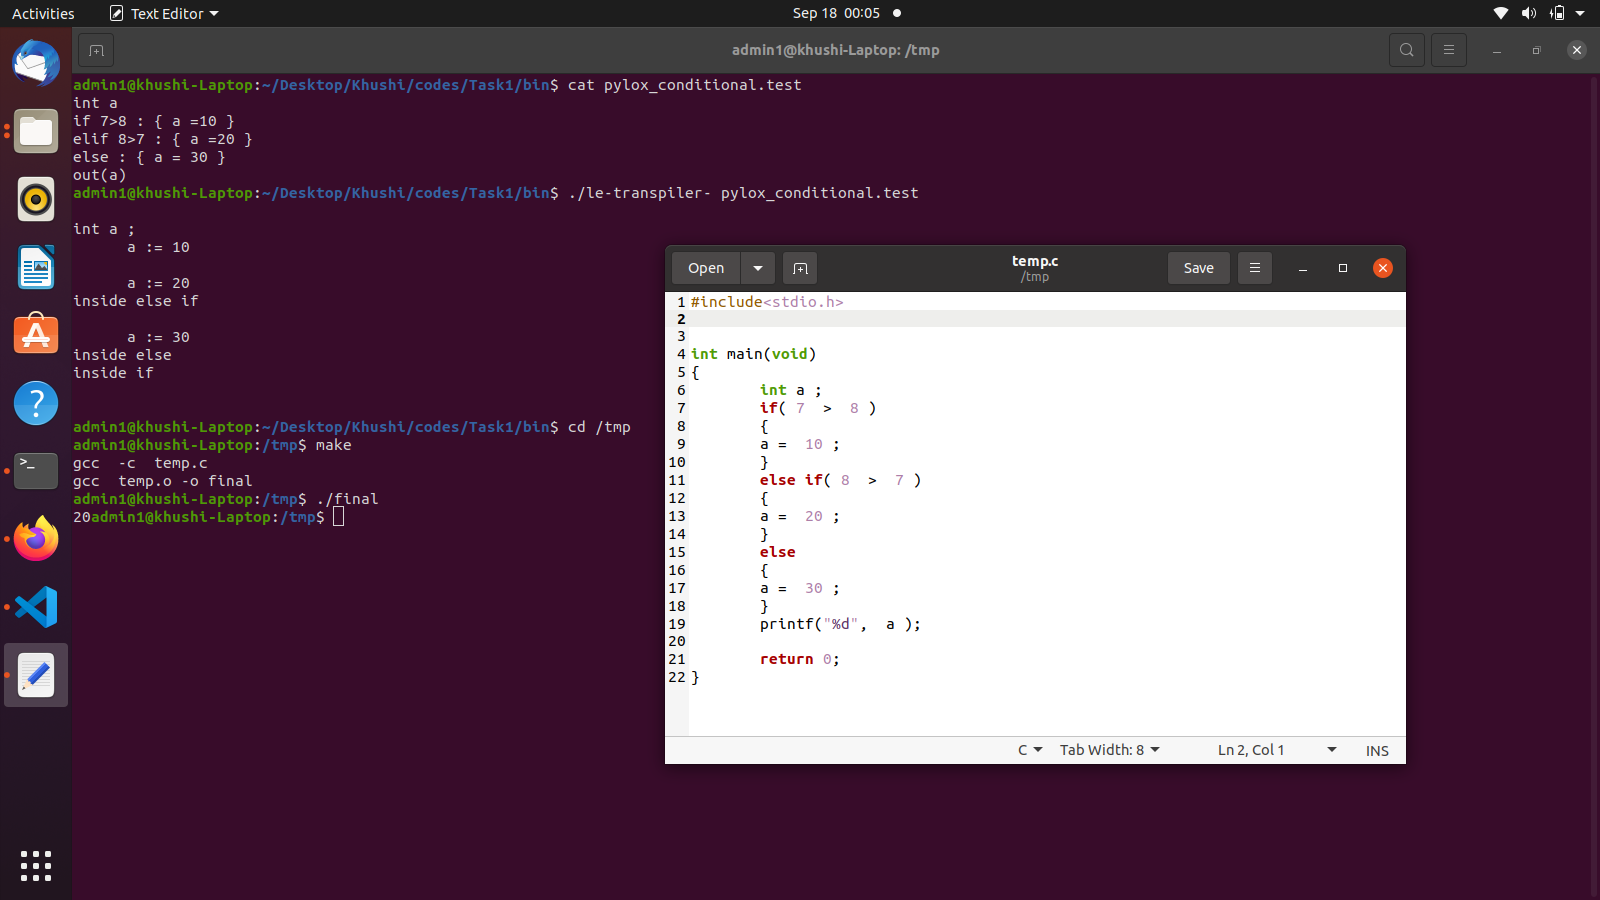 Activities
Text Editor
Sep 18 00:05
admin1@khushi-Laptop: /tmp
admin1@khushi-Laptop:~/Desktop/Khushi/codes/Task1/bin$ cat pylox_conditional.test
int a
if 7>8 : { a =10 }
elif 8>7 : { a =20 }
else : { a = 30 }
out(a)
admin1@khushi-Laptop:~/Desktop/Khushi/codes/Task1/bin$ ./le-transpiler- pylox_conditional.test
int a ;
a := 10
a := 20
inside else if
a := 30
inside else
inside if
admin1@khushi-Laptop:~/Desktop/Khushi/codes/Task1/bin$ cd /tmp
admin1@khushi-Laptop:/tmp$ make
gcc  -c  temp.c
gcc  temp.o -o final
admin1@khushi-Laptop:/tmp$ ./final
20admin1@khushi-Laptop:/tmp$
Open
temp.c
/tmp
Save
1 #include<stdio.h>
2
3
4 int main(void)
5 {
6 int a ;
7 if( 7  >  8 )
8 {
9 a =  10 ;
10 }
11 else if( 8  >  7 )
12 {
13 a =  20 ;
14 }
15 else
16 {
17 a =  30 ;
18 }
19 printf("%d",  a );
20
21 return 0;
22 }
C
Tab Width: 8
Ln 2, Col 1
INS